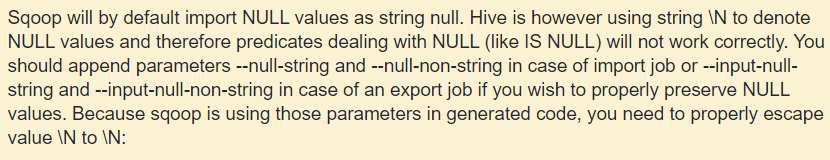 Sqoop will by default import NULL values as string null. Hive is however using string \N to denote
NULL values and therefore predicates dealing with NULL (like IS NULL) will not work correctly. You
should append parameters --null-string and --null-non-string in case of import job or --input-null-
string and --input-null-non-string in case of an export job if you wish to properly preserve NULL
values. Because sqoop is using those parameters in generated code, you need to properly escape
value \N to \N: